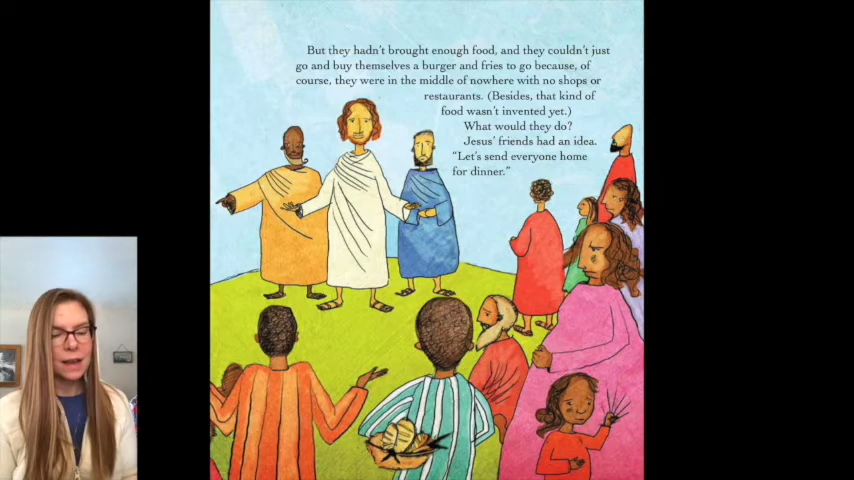 But they hadn't brought enough food, and they couldn't just
go and buy themselves a burger and fries to go because, of
course, they were in the middle of nowhere with no shops or
restaurants. (Besides, that kind of
food wasn't invented yet.)
What would they do?
Jesus' friends had an idea.
"Let's send everyone home
for dinner."